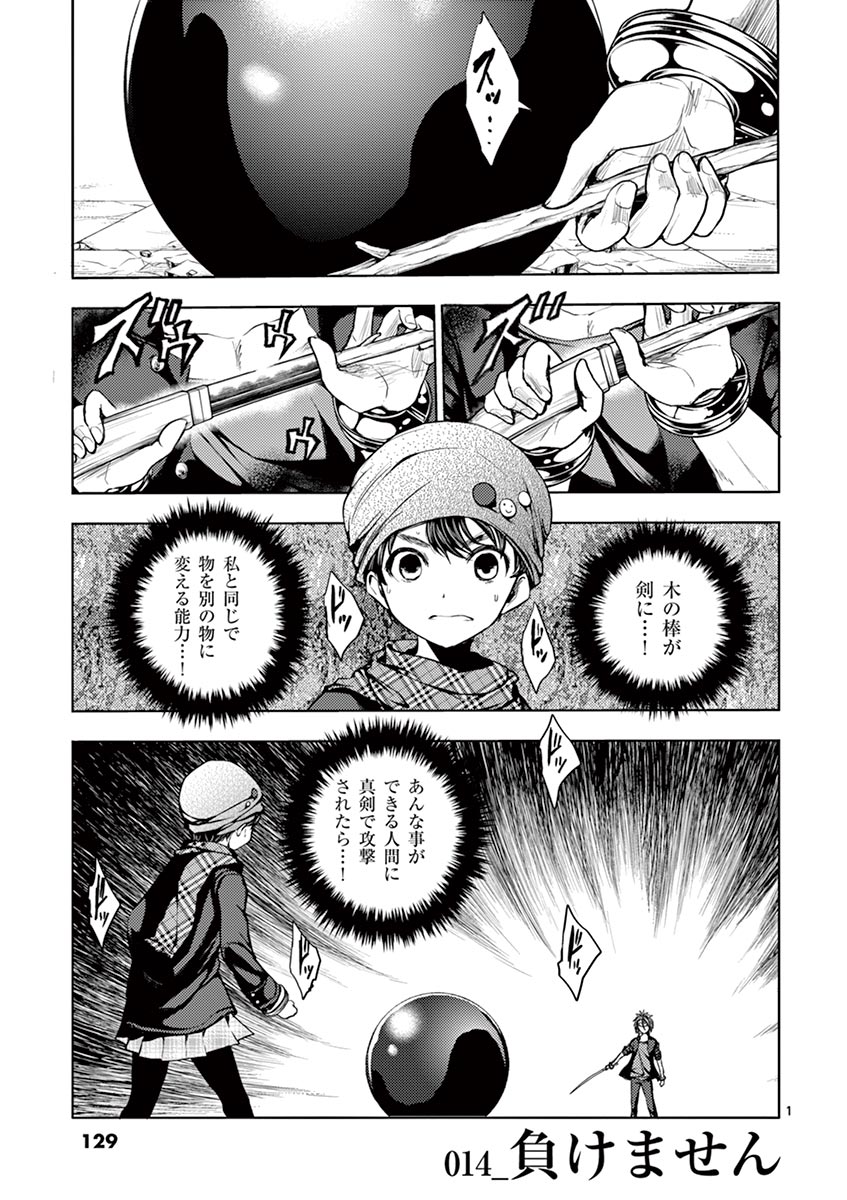 スッ…
ズゥ
ズゥ
ゥゥ
木の棒が
剣に…！
ドッ
ドッ
私と同じで
物を別の物に
変える能力…！
ドッ
あんな事が
できる人間に
真剣で攻撃
されたら…！
ドッ
ドッ
ドッ
1
129
014_負けません